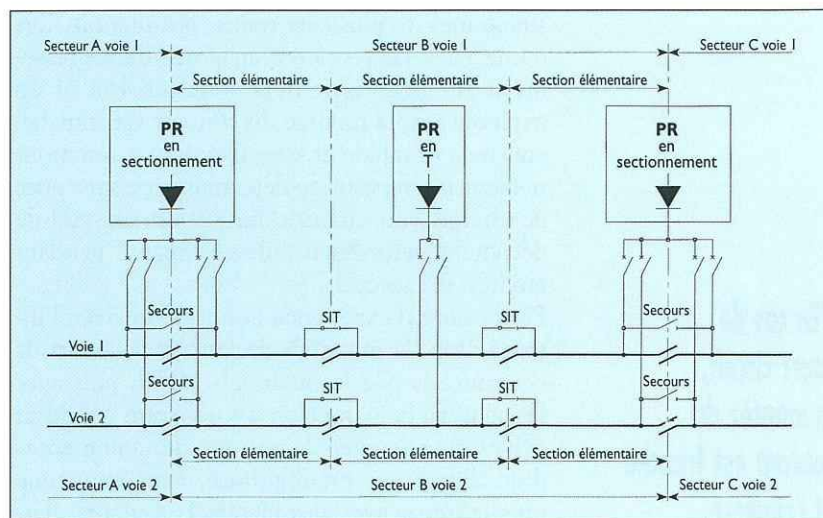 Secteur A voie 1 Secteur B voie 1 Secteur C voie 1
Section élémentaire Section élémentaire Section élémentaire
PR en sectionnement
PR en T
PR en sectionnement
Secours SIT SIT Secours
Voie 1
Secours SIT SIT Secours
Voie 2
Section élémentaire Section élémentaire Section élémentaire
Secteur A voie 2 Secteur B voie 2 Secteur C voie 2